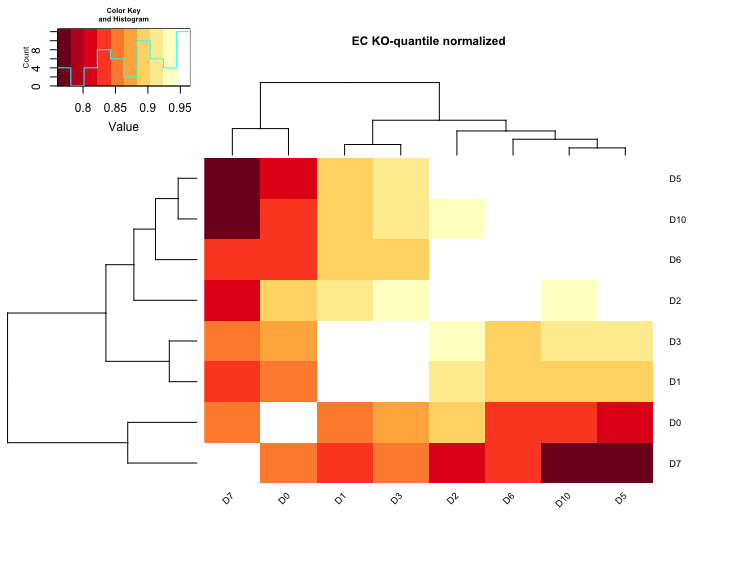 Color Key
and Histogram
Count
0 4 8
0.8 0.85 0.9 0.95
Value
EC KO-quantile normalized
D5
D10
D6
D2
D3
D1
D0
D7
D7 D0 D1 D3 D2 D6 D10 D5